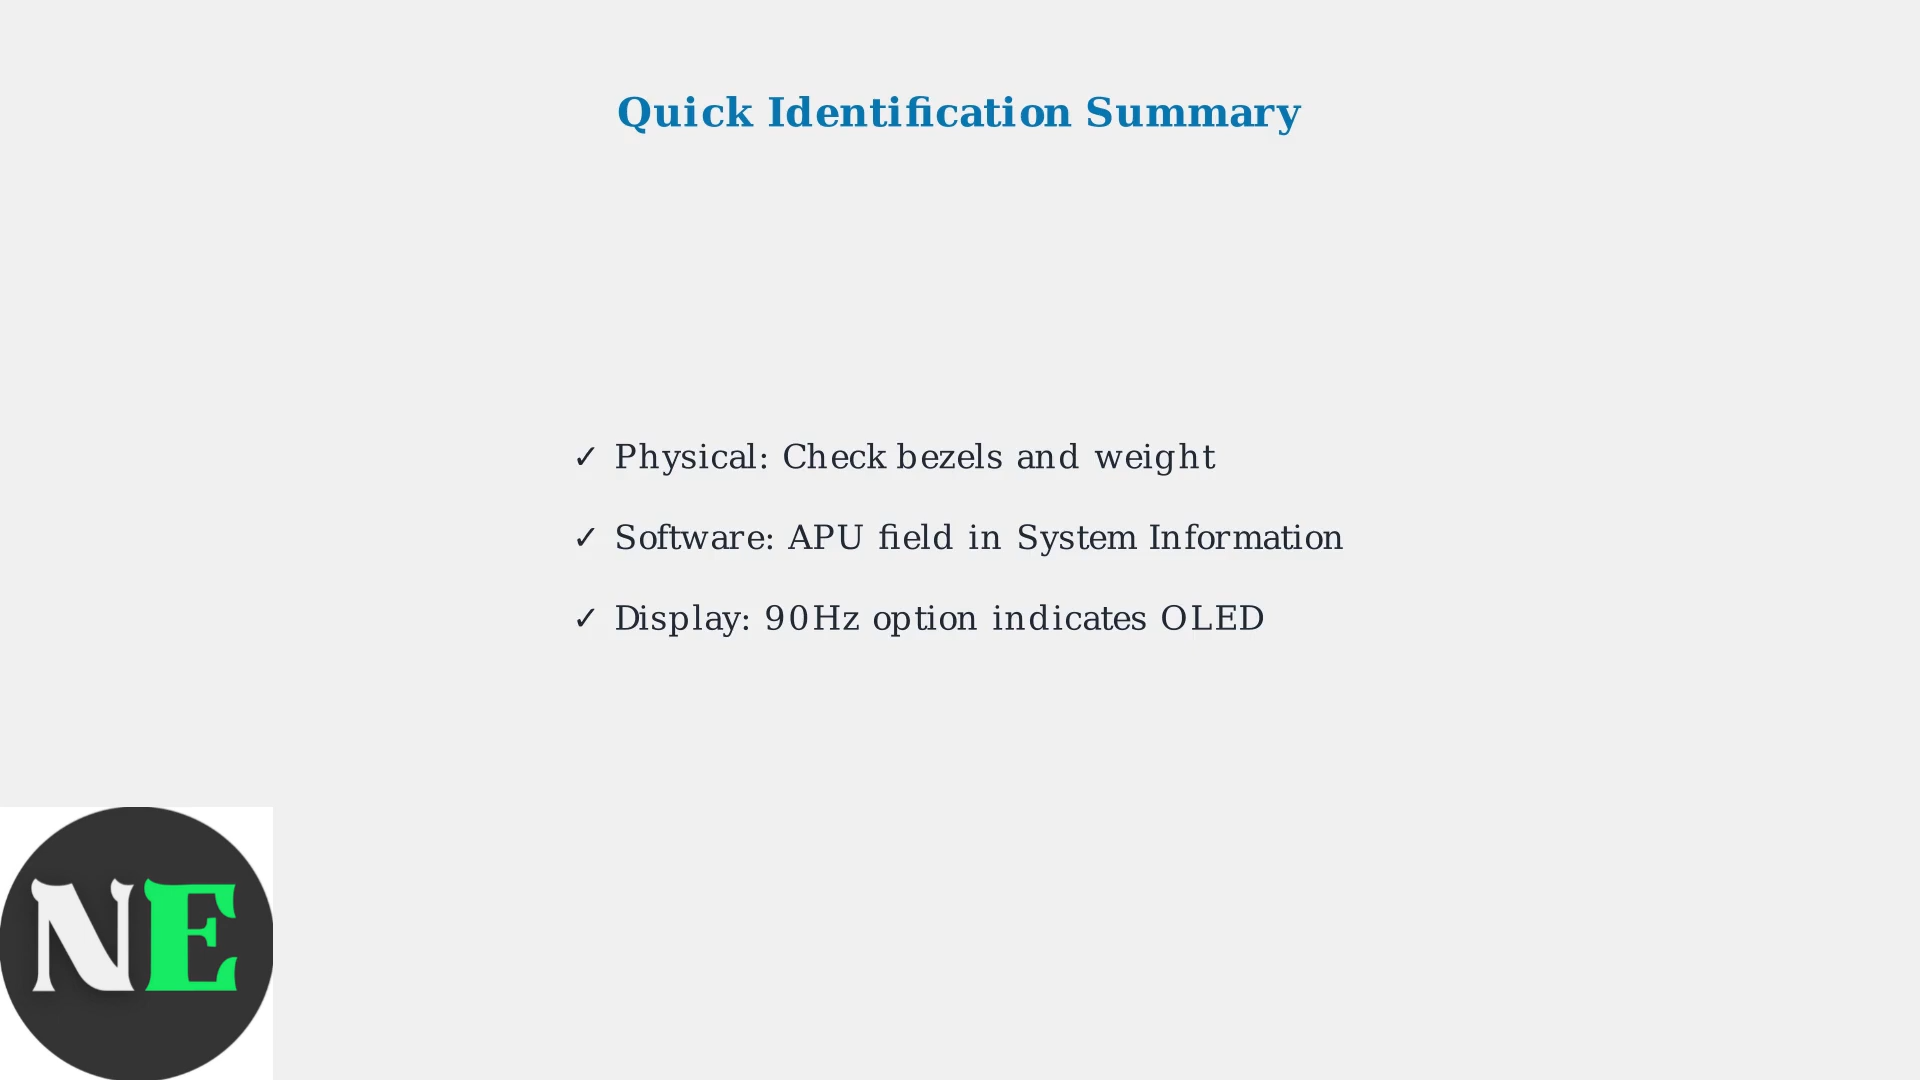 Quick Identification Summary
✓ Physical: Check bezels and weight
✓ Software: APU field in System Information
✓ Display: 90Hz option indicates OLED
NE